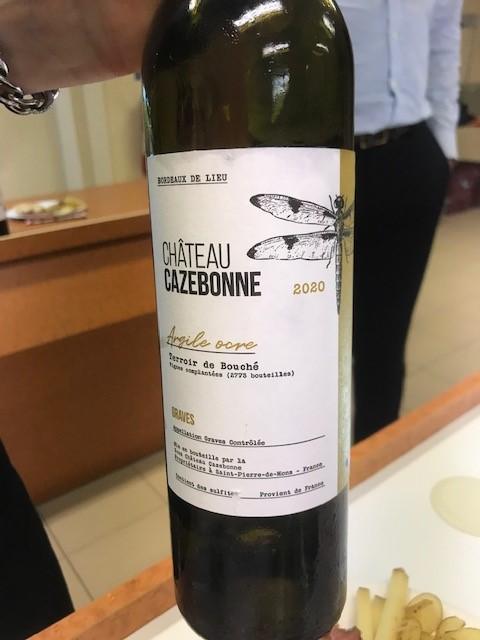 BORDEAUX DE LIEU
CHÂTEAU
CAZEBONNE
2020
Argile ocre
Terroir de Bouché
Vignes complantées (2773 bouteilles)
GRAVES
Appellation Graves Contrôlée
Mis en bouteille par la
Château Cazebonne
Propriétaire à Saint-Pierre-de-Mons - France
Contient des sulfites
Provient de France